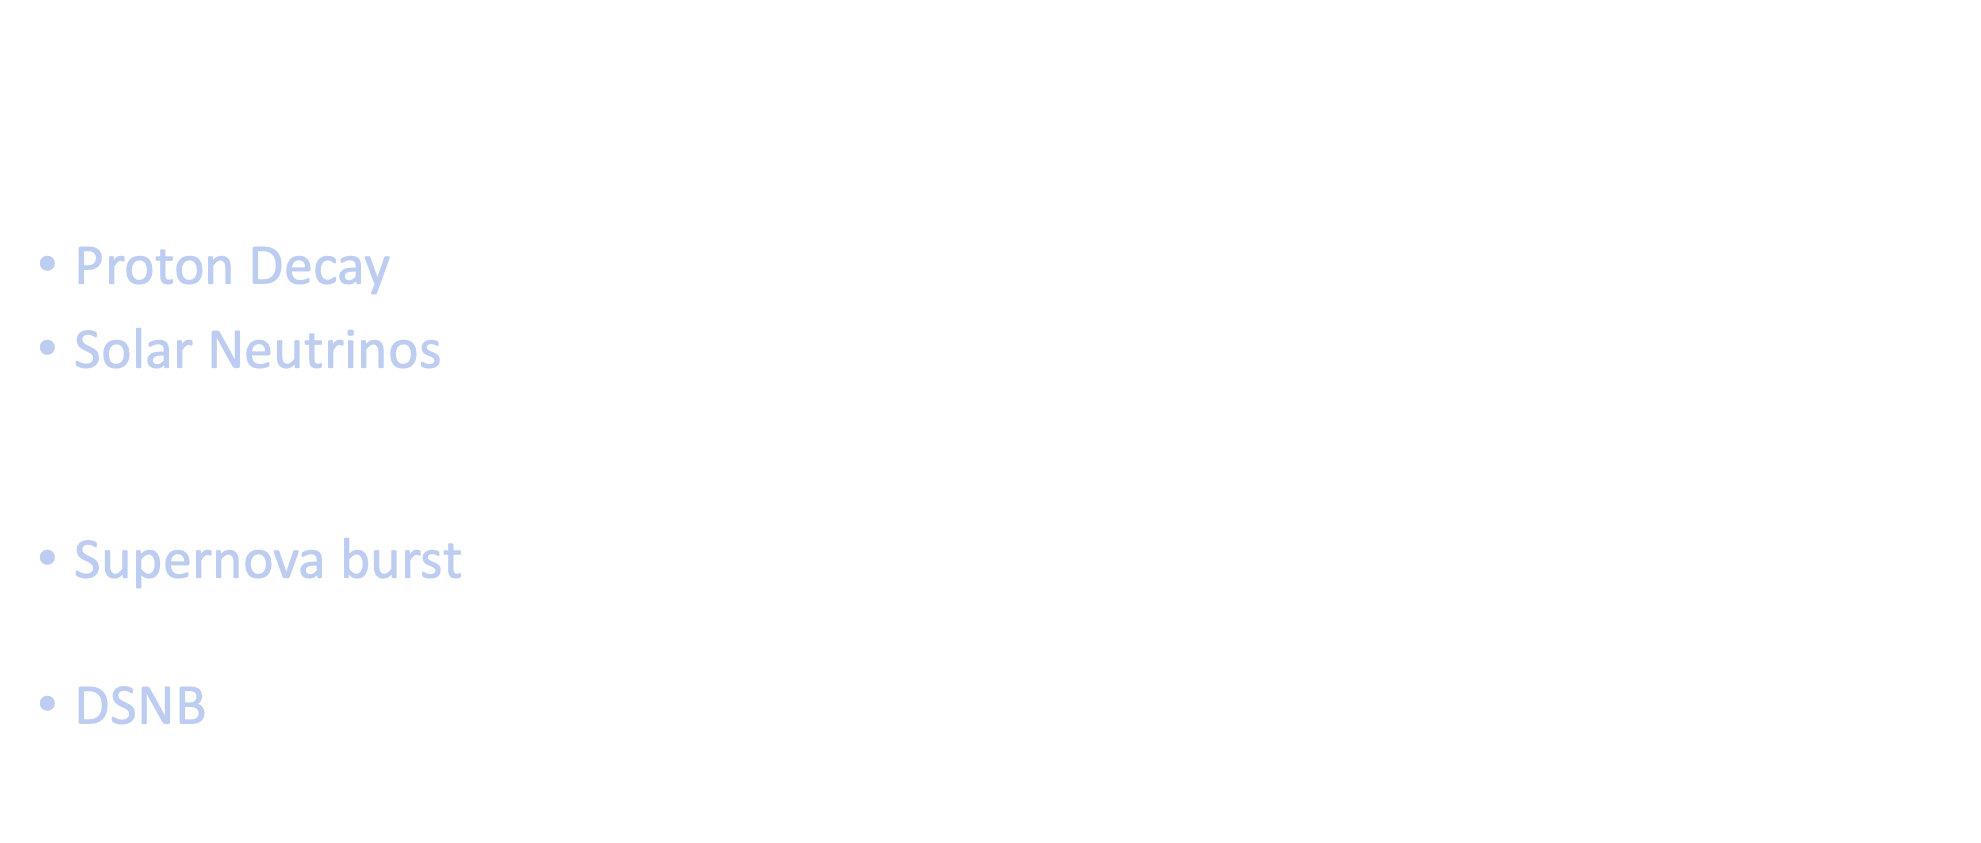 • Proton Decay
• Solar Neutrinos
• Supernova burst
• DSNB